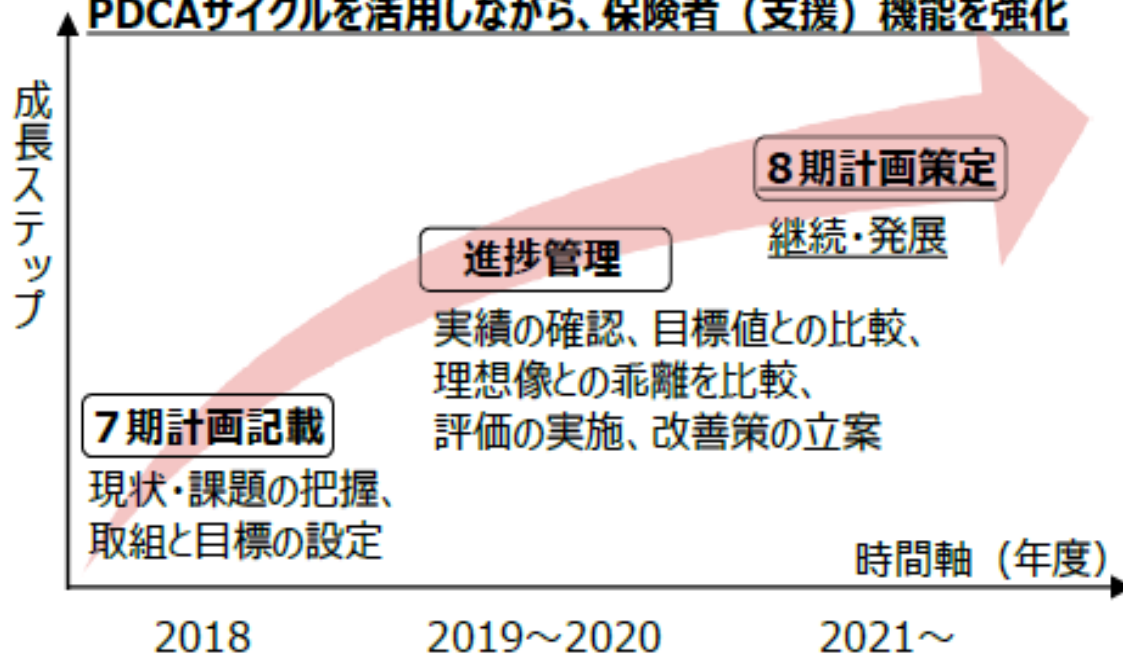 PDCAサイクルを活用しながら、保険者（支援）機能を強化
成長ステップ
8期計画策定
継続・発展
進捗管理
実績の確認、目標値との比較、
理想像との乖離を比較、
評価の実施、改善策の立案
7期計画記載
現状・課題の把握、
取組と目標の設定
時間軸（年度）
2018
2019～2020
2021～